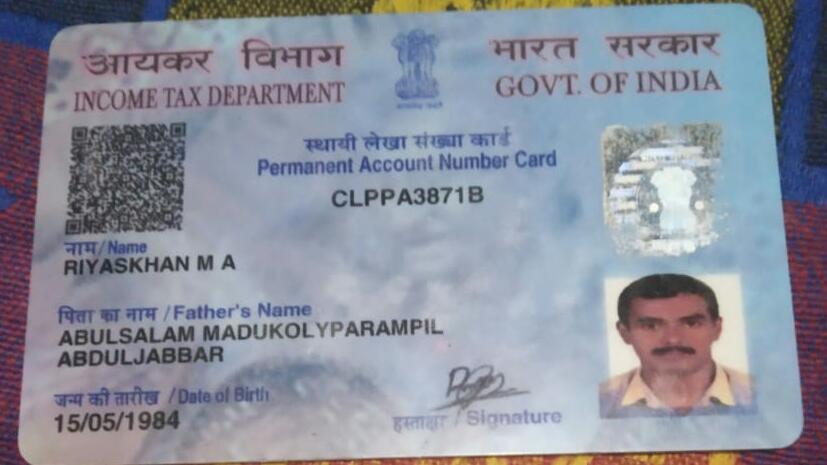 आयकर विभाग
INCOME TAX DEPARTMENT
भारत सरकार
GOVT. OF INDIA
स्थायी लेखा संख्या कार्ड
Permanent Account Number Card
CLPPA3871B
नाम / Name
RIYASKHAN M A
पिता का नाम / Father's Name
ABULSALAM MADUKOLYPARAMPIL
ABDULJABBAR
जन्म की तारीख / Date of Birth
15/05/1984
हस्ताक्षर / Signature